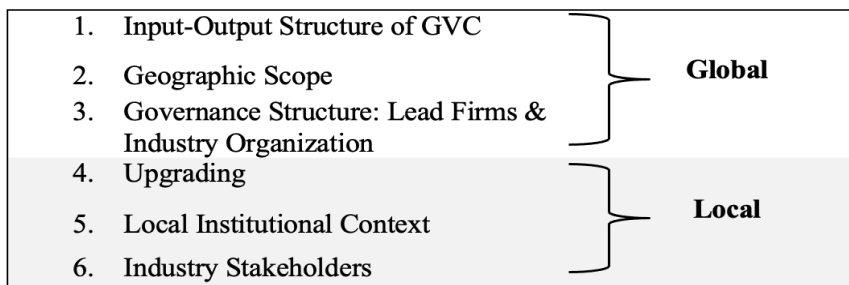 1. Input-Output Structure of GVC
2. Geographic Scope
3. Governance Structure: Lead Firms &
Industry Organization
Global
4. Upgrading
5. Local Institutional Context
6. Industry Stakeholders
Local